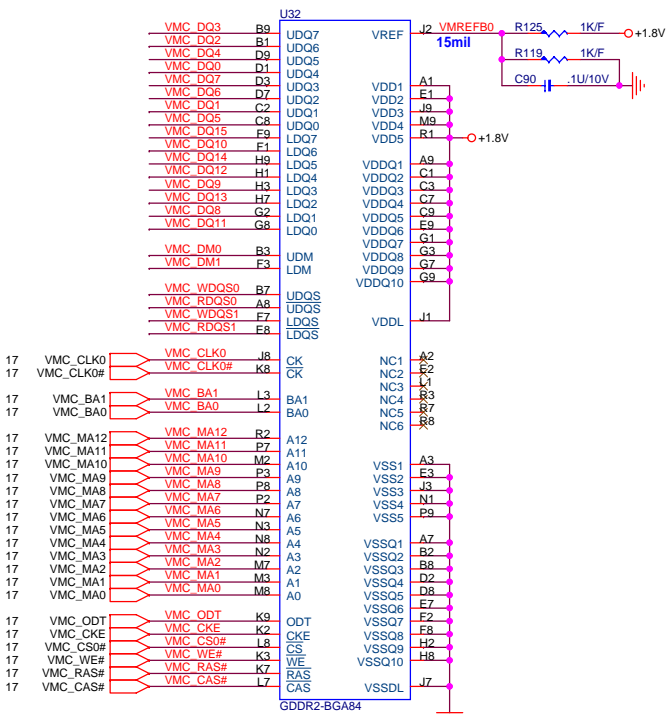 U32
VMC_DQ3 B9 UDQ7 VREF J2 VMREFB0 R125 1K/F +1.8V
VMC_DQ2 B1 UDQ6 15mil
VMC_DQ4 D9 UDQ5 R119 1K/F
VMC_DQ0 D1 UDQ4
VMC_DQ7 D3 UDQ3 VDD1 A1 C90 .1U/10V
VMC_DQ6 D7 UDQ2 VDD2 E1
VMC_DQ1 C2 UDQ1 VDD3 J9
VMC_DQ5 C8 UDQ0 VDD4 M9
VMC_DQ15 F9 LDQ7 VDD5 R1 +1.8V
VMC_DQ10 F1 LDQ6
VMC_DQ14 H9 LDQ5 VDDQ1 A9
VMC_DQ12 H1 LDQ4 VDDQ2 C1
VMC_DQ9 H3 LDQ3 VDDQ3 C3
VMC_DQ13 H7 LDQ2 VDDQ4 C7
VMC_DQ8 G2 LDQ1 VDDQ5 C9
VMC_DQ11 G8 LDQ0 VDDQ6 E9
VDDQ7 G1
VMC_DM0 B3 UDM VDDQ8 G3
VMC_DM1 F3 LDM VDDQ9 G7
VDDQ10 G9
VMC_WDQS0 B7 UDQS
VMC_RDQS0 A8 UDQS
VMC_WDQS1 F7 LDQS VDDL J1
VMC_RDQS1 E8 LDQS
17 VMC_CLK0 VMC_CLK0 J8 CK NC1 A2
17 VMC_CLK0# VMC_CLK0# K8 CK NC2 E2
NC3 L1
17 VMC_BA1 VMC_BA1 L3 BA1 NC4 R3
17 VMC_BA0 VMC_BA0 L2 BA0 NC5 R7
NC6 R8
17 VMC_MA12 VMC_MA12 R2 A12
17 VMC_MA11 VMC_MA11 P7 A11
17 VMC_MA10 VMC_MA10 M2 A10 VSS1 A3
17 VMC_MA9 VMC_MA9 P3 A9 VSS2 E3
17 VMC_MA8 VMC_MA8 P8 A8 VSS3 J3
17 VMC_MA7 VMC_MA7 P2 A7 VSS4 N1
17 VMC_MA6 VMC_MA6 N7 A6 VSS5 P9
17 VMC_MA5 VMC_MA5 N3 A5
17 VMC_MA4 VMC_MA4 N8 A4 VSSQ1 A7
17 VMC_MA3 VMC_MA3 N2 A3 VSSQ2 B2
17 VMC_MA2 VMC_MA2 M7 A2 VSSQ3 B8
17 VMC_MA1 VMC_MA1 M3 A1 VSSQ4 D2
17 VMC_MA0 VMC_MA0 M8 A0 VSSQ5 D8
VSSQ6 E7
17 VMC_ODT VMC_ODT K9 ODT VSSQ7 F2
17 VMC_CKE VMC_CKE K2 CKE VSSQ8 F8
17 VMC_CS0# VMC_CS0# L8 CS VSSQ9 H2
17 VMC_WE# VMC_WE# K3 WE VSSQ10 H8
17 VMC_RAS# VMC_RAS# K7 RAS
17 VMC_CAS# VMC_CAS# L7 CAS VSSDL J7
GDDR2-BGA84